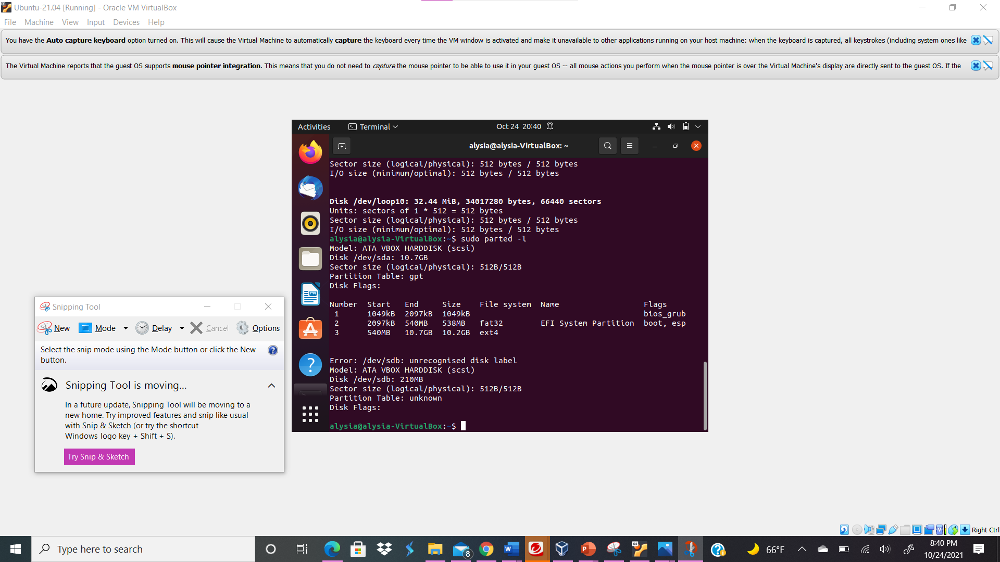 Ubuntu-21.04 [Running] - Oracle VM VirtualBox
File Machine View Input Devices Help
You have the Auto capture keyboard option turned on. This will cause the Virtual Machine to automatically capture the keyboard every time the VM window is activated and make it unavailable to other applications running on your host machine: when the keyboard is captured, all keystrokes (including system ones like
The Virtual Machine reports that the guest OS supports mouse pointer integration. This means that you do not need to capture the mouse pointer to be able to use it in your guest OS -- all mouse actions you perform when the mouse pointer is over the Virtual Machine's display are directly sent to the guest OS. If the
Activities Terminal Oct 24 20:40
alysia@alysia-VirtualBox: ~
Sector size (logical/physical): 512 bytes / 512 bytes
I/O size (minimum/optimal): 512 bytes / 512 bytes
Disk /dev/loop10: 32.44 MiB, 34017280 bytes, 66440 sectors
Units: sectors of 1 * 512 = 512 bytes
Sector size (logical/physical): 512 bytes / 512 bytes
I/O size (minimum/optimal): 512 bytes / 512 bytes
alysia@alysia-VirtualBox:~$ sudo parted -l
Model: ATA VBOX HARDDISK (scsi)
Disk /dev/sda: 10.7GB
Sector size (logical/physical): 512B/512B
Partition Table: gpt
Disk Flags:
Number Start End Size File system Name Flags
1 1049kB 2097kB 1049kB bios_grub
2 2097kB 540MB 538MB fat32 EFI System Partition boot, esp
3 540MB 10.7GB 10.2GB ext4
Error: /dev/sdb: unrecognised disk label
Model: ATA VBOX HARDDISK (scsi)
Disk /dev/sdb: 210MB
Sector size (logical/physical): 512B/512B
Partition Table: unknown
Disk Flags:
alysia@alysia-VirtualBox:~$
Snipping Tool
New Mode Delay Cancel Options
Select the snip mode using the Mode button or click the New
button.
Snipping Tool is moving...
In a future update, Snipping Tool will be moving to a
new home. Try improved features and snip like usual
with Snip & Sketch (or try the shortcut
Windows logo key + Shift + S).
Try Snip & Sketch
Right Ctrl
Type here to search
8
64
66°F
8:40 PM
10/24/2021